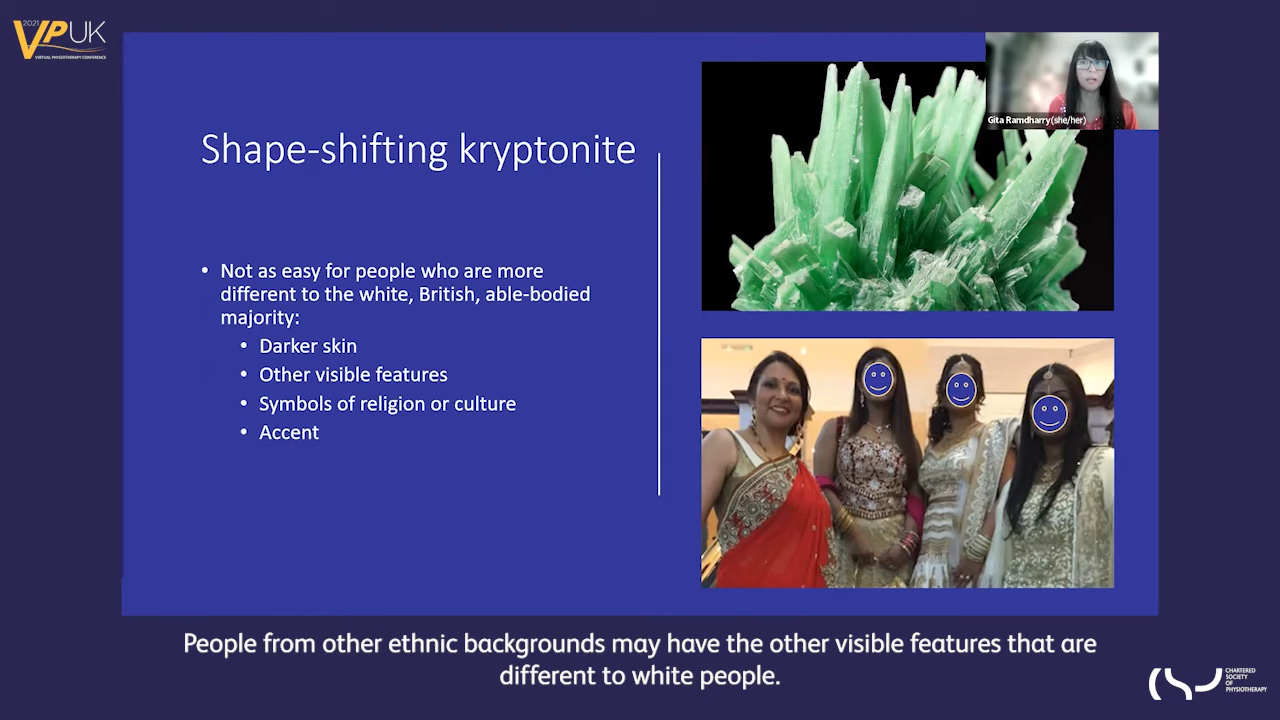 2021
VP UK
VIRTUAL PHYSIOTHERAPY CONFERENCE
Gita Ramdharry(she/her)
Shape-shifting kryptonite
• Not as easy for people who are more
different to the white, British, able-bodied
majority:
• Darker skin
• Other visible features
• Symbols of religion or culture
• Accent
People from other ethnic backgrounds may have the other visible features that are
different to white people.
CHARTERED
SOCIETY
OF
PHYSIOTHERAPY